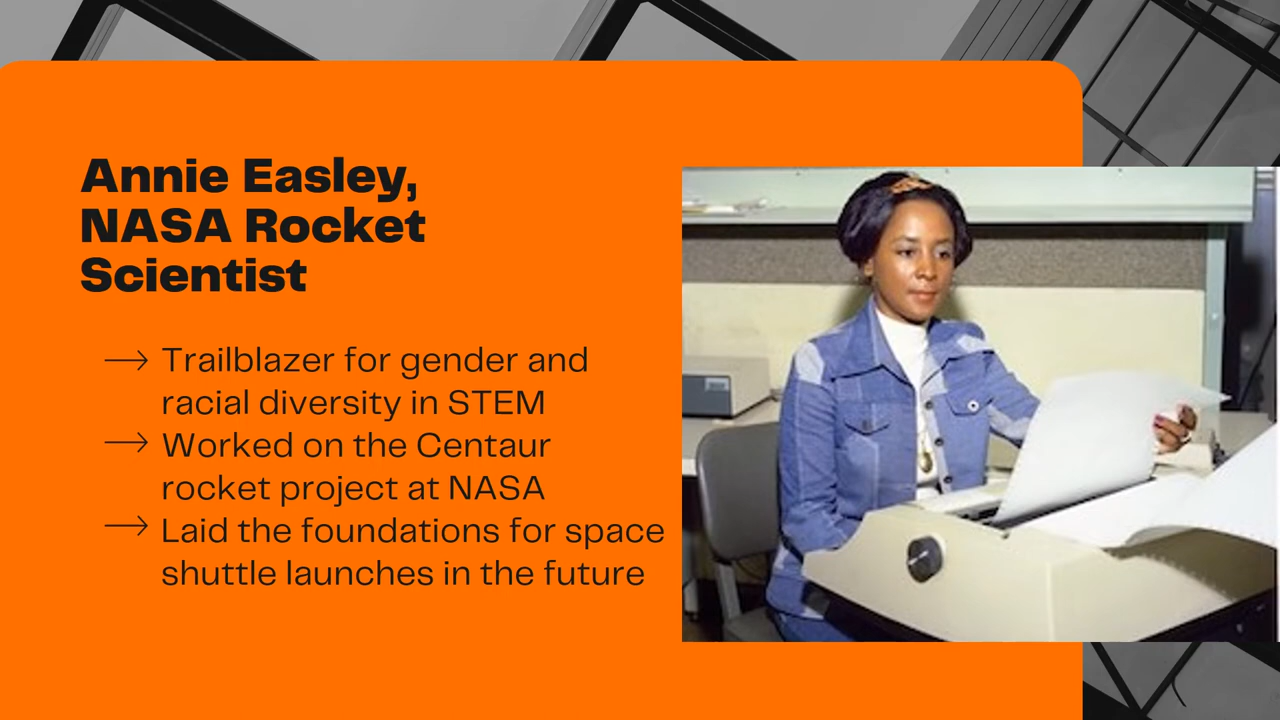 Annie Easley,
NASA Rocket
Scientist
Trailblazer for gender and
racial diversity in STEM
Worked on the Centaur
rocket project at NASA
Laid the foundations for space
shuttle launches in the future